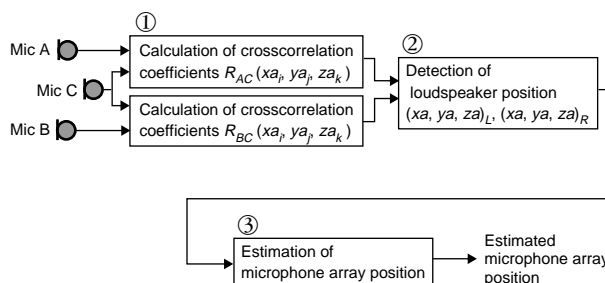 ①
②
Mic A
Calculation of crosscorrelation
coefficients R_AC (xa_i, ya_j, za_k)
Mic C
Detection of
loudspeaker position
(xa, ya, za)_L, (xa, ya, za)_R
Calculation of crosscorrelation
coefficients R_BC (xa_i, ya_j, za_k)
Mic B
③
Estimation of
microphone array position
Estimated
microphone array
position